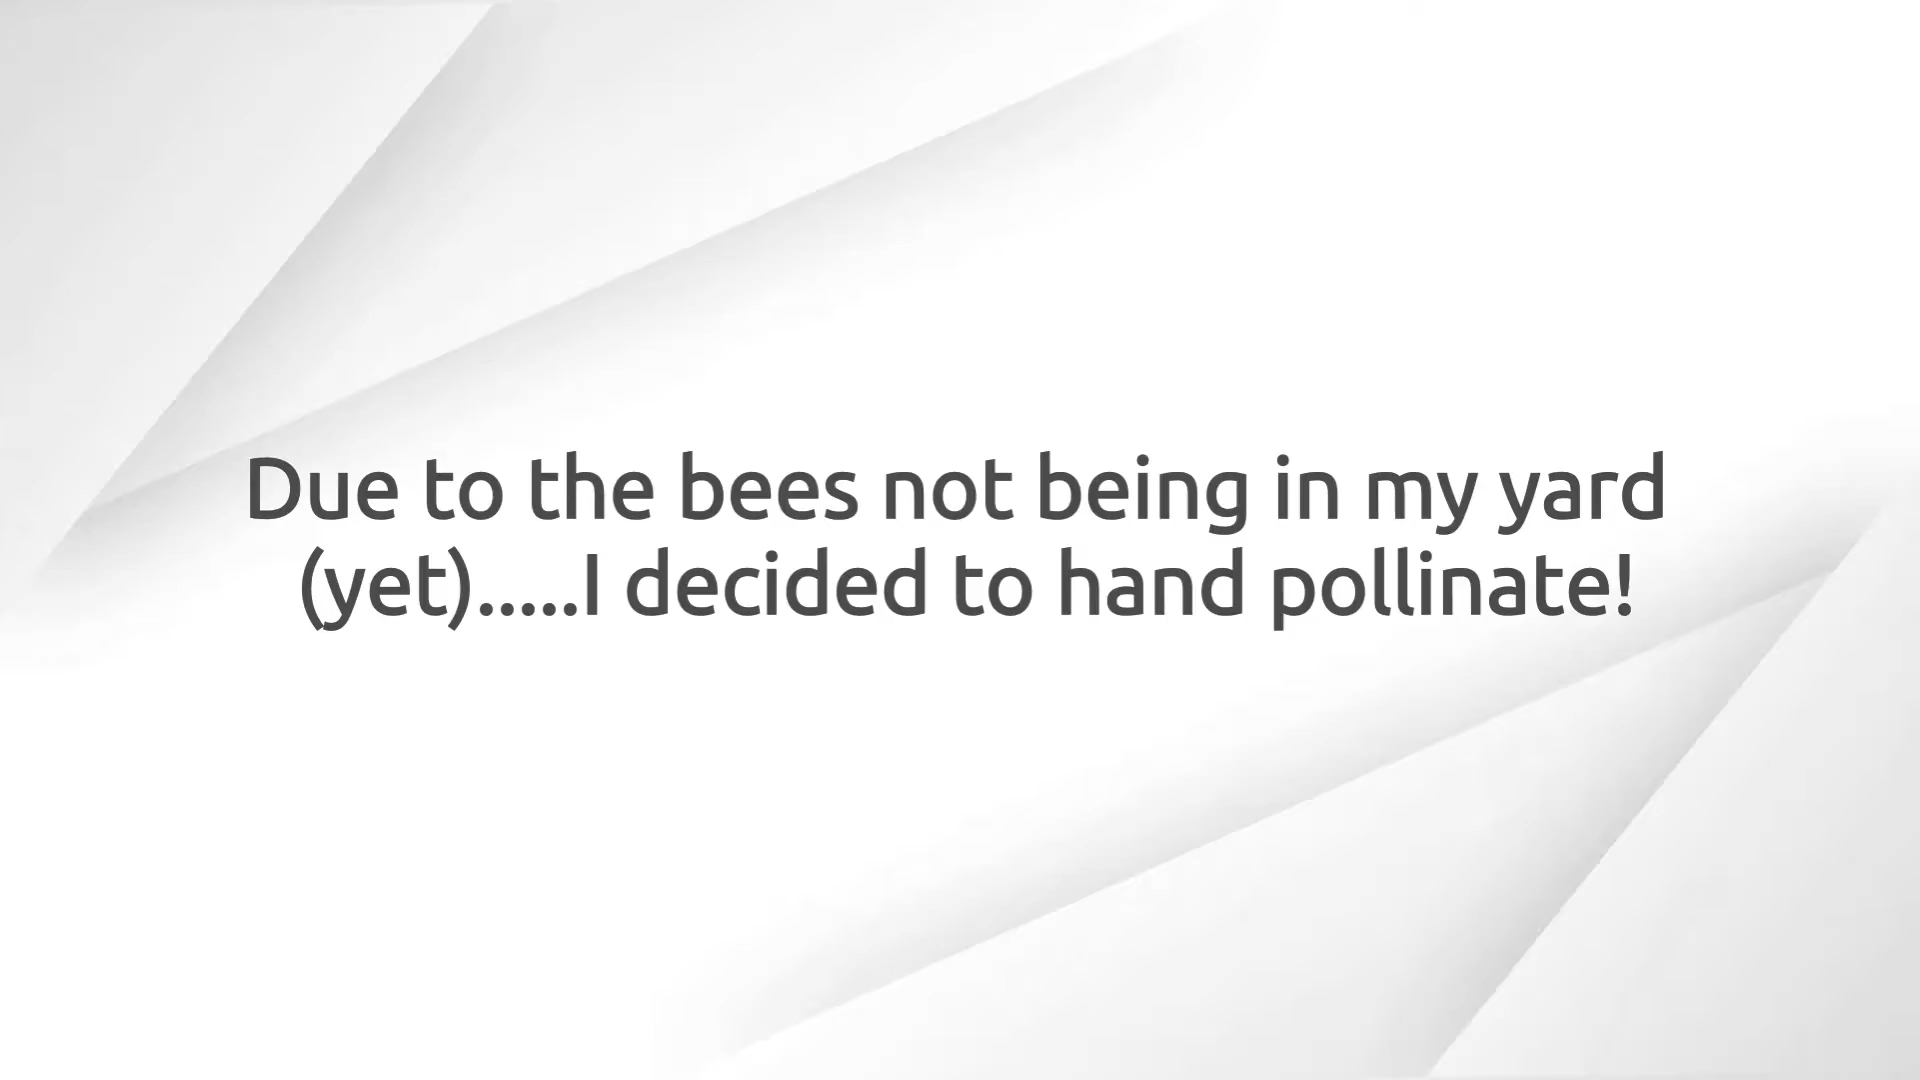 Due to the bees not being in my yard
(yet).....I decided to hand pollinate!